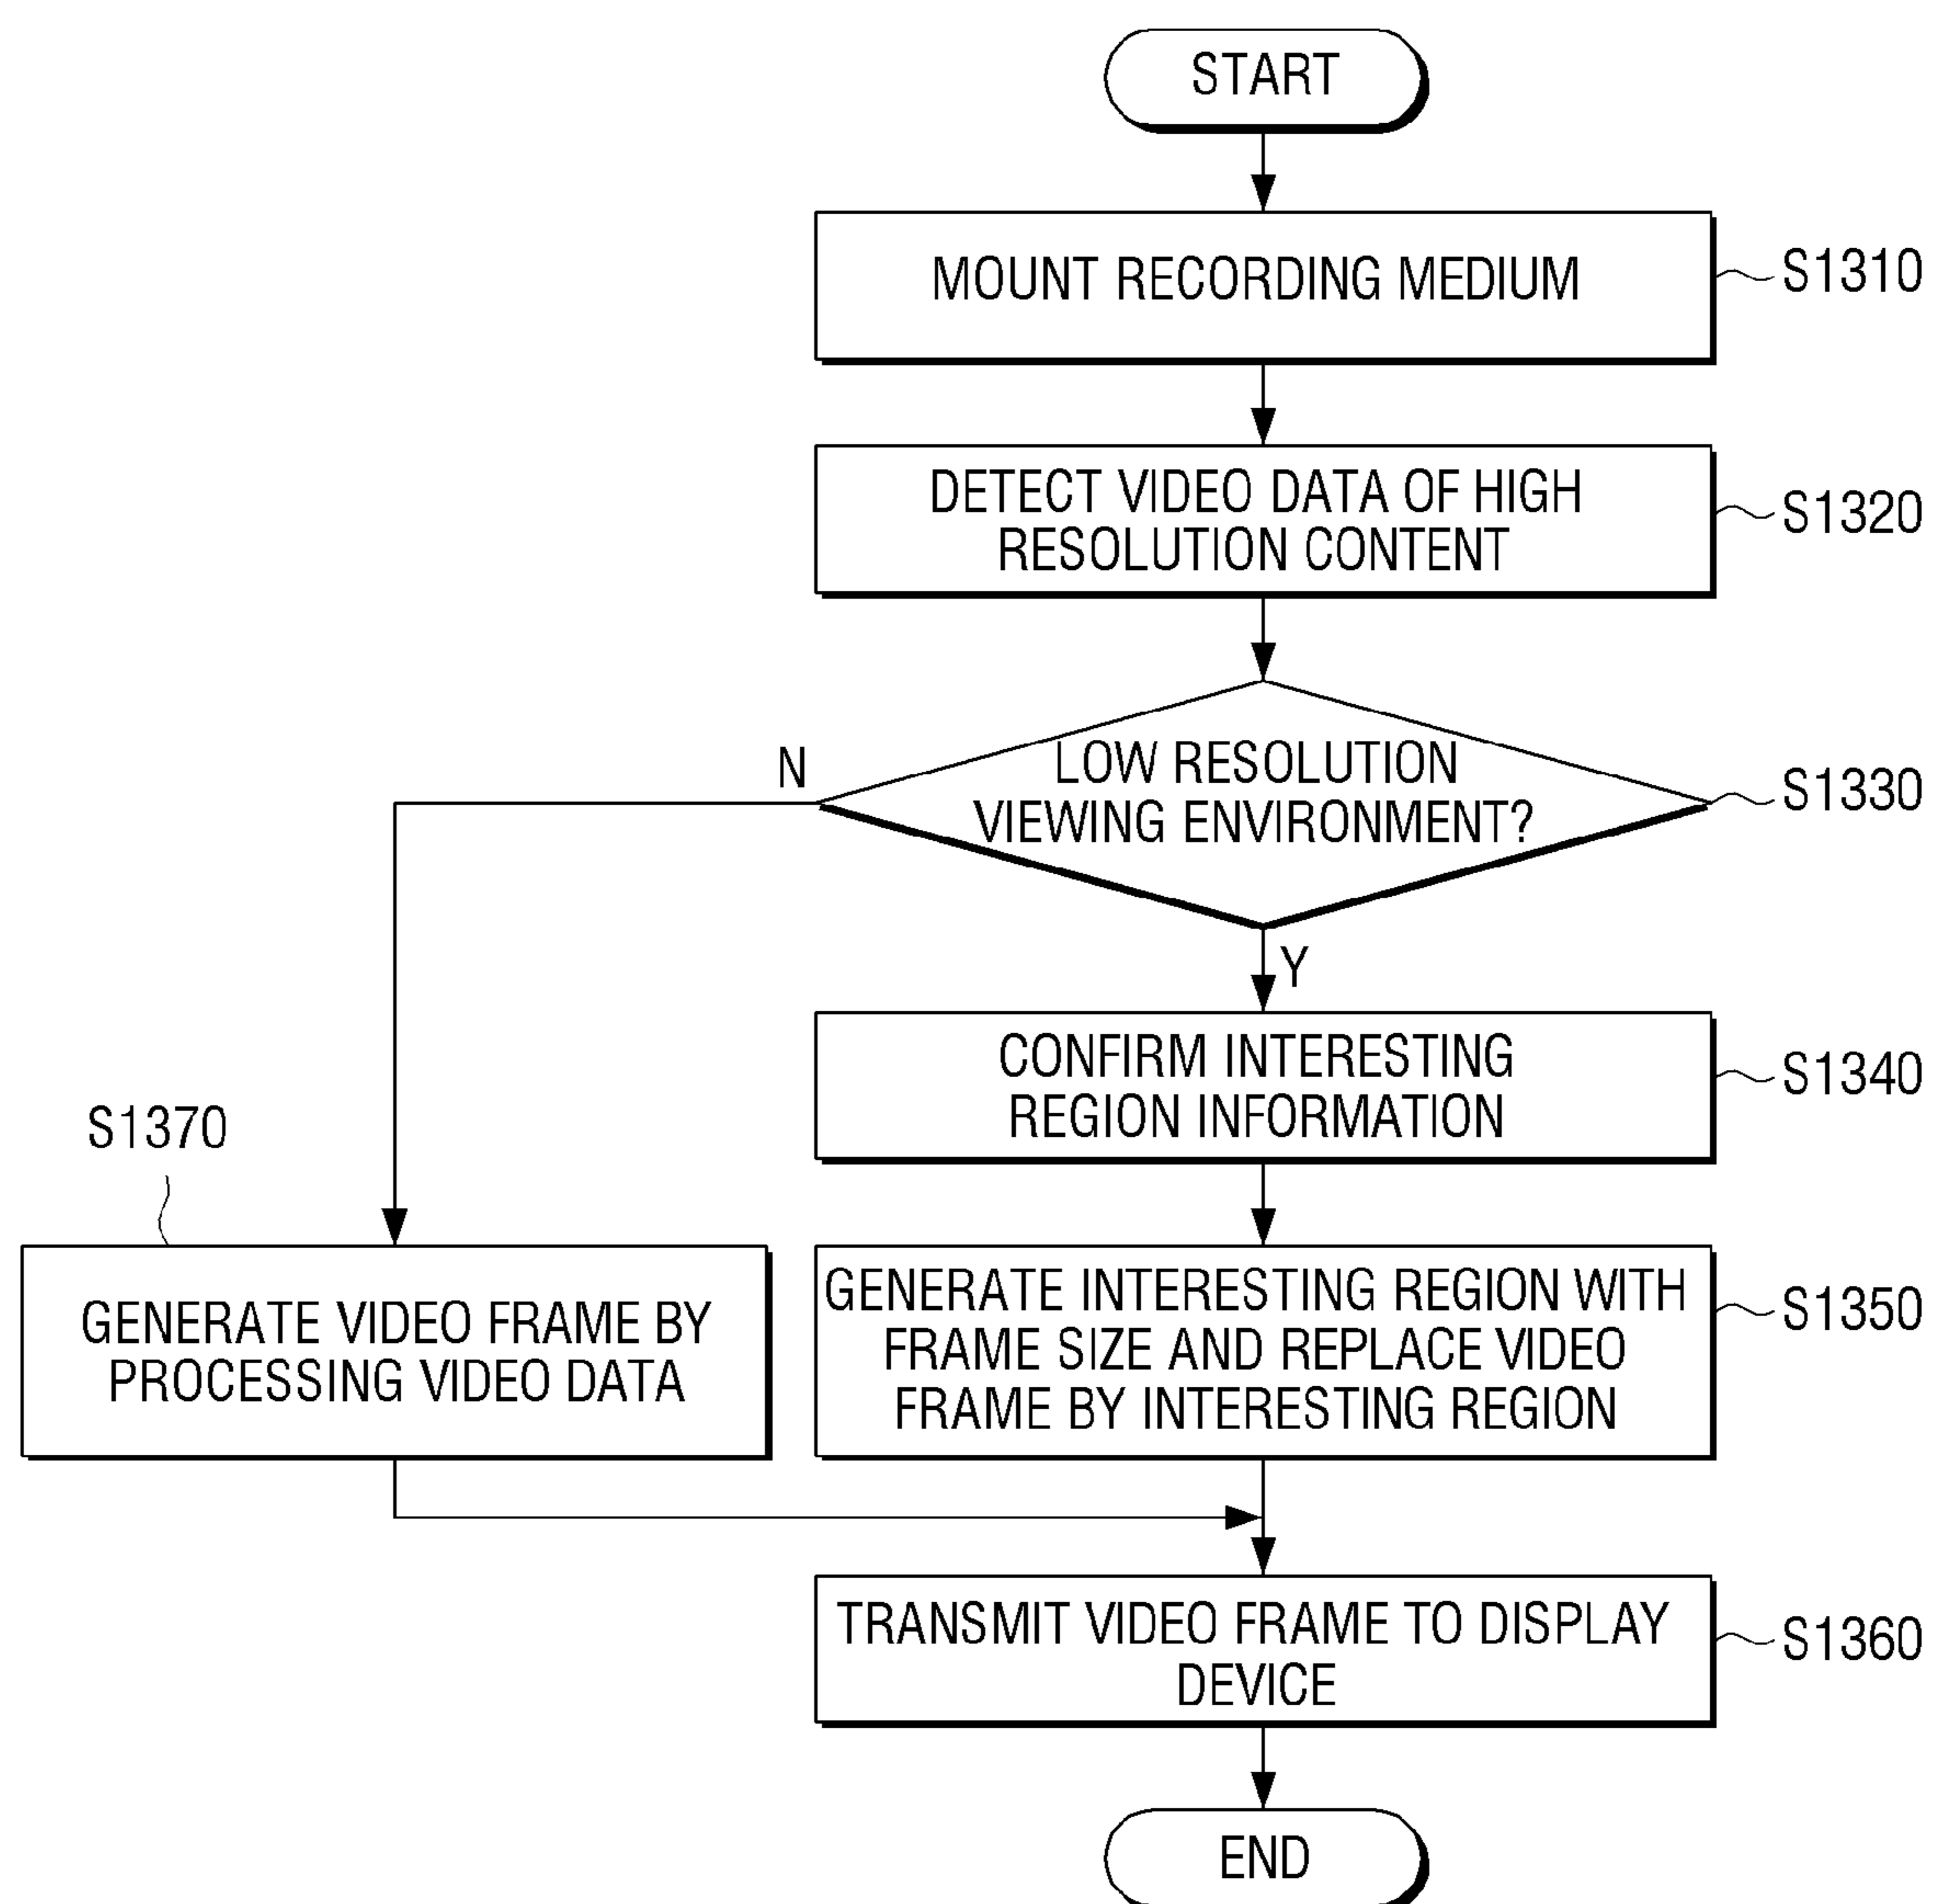 START
MOUNT RECORDING MEDIUM
S1310
DETECT VIDEO DATA OF HIGH
RESOLUTION CONTENT
S1320
LOW RESOLUTION
VIEWING ENVIRONMENT?
S1330
N
Y
CONFIRM INTERESTING
REGION INFORMATION
S1340
S1370
GENERATE VIDEO FRAME BY
PROCESSING VIDEO DATA
GENERATE INTERESTING REGION WITH
FRAME SIZE AND REPLACE VIDEO
FRAME BY INTERESTING REGION
S1350
TRANSMIT VIDEO FRAME TO DISPLAY
DEVICE
S1360
END